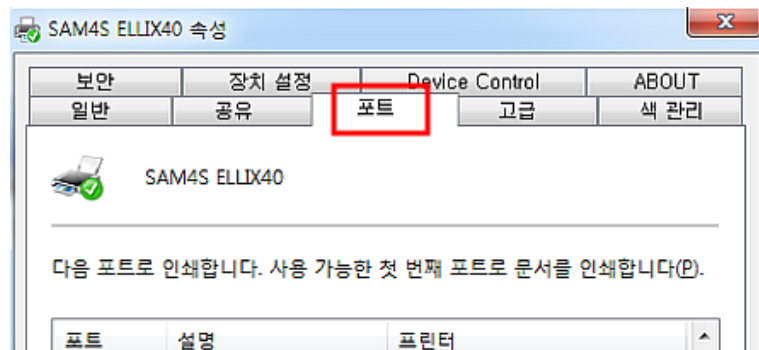 SAM4S ELLIX40 속성
보안 장치 설정 Device Control ABOUT
일반 공유 포트 고급 색 관리
SAM4S ELLIX40
다음 포트로 인쇄합니다. 사용 가능한 첫 번째 포트로 문서를 인쇄합니다(P).
포트 설명 프린터